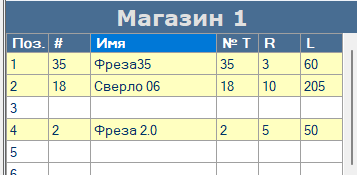 Магазин 1
Поз. # Имя № T R L
1 35 Фреза35 35 3 60
2 18 Сверло 06 18 10 205
3
4 2 Фреза 2.0 2 5 50
5
6